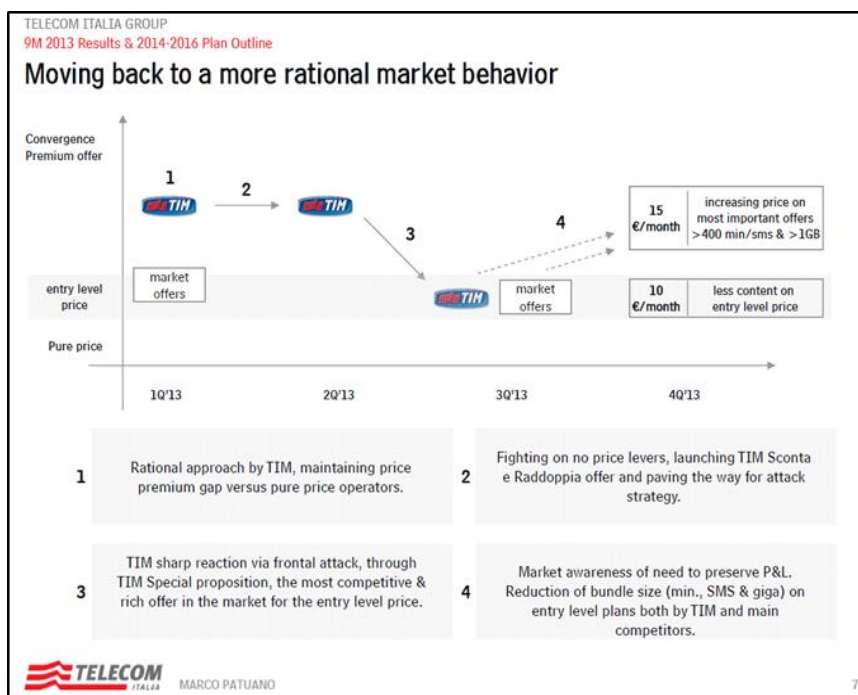 TELECOM ITALIA GROUP
9M 2013 Results & 2014-2016 Plan Outline
Moving back to a more rational market behavior
Convergence
Premium offer
1
2
TIM
TIM
3
4
15
€/month
increasing price on
most important offers
>400 min/sms & >1GB
market
offers
entry level
price
TIM
market
offers
10
€/month
less content on
entry level price
Pure price
1Q'13
2Q'13
3Q'13
4Q'13
1
Rational approach by TIM, maintaining price
premium gap versus pure price operators.
2
Fighting on no price levers, launching TIM Sconta
e Raddoppia offer and paving the way for attack
strategy.
3
TIM sharp reaction via frontal attack, through
TIM Special proposition, the most competitive &
rich offer in the market for the entry level price.
4
Market awareness of need to preserve P&L.
Reduction of bundle size (min., SMS & giga) on
entry level plans both by TIM and main
competitors.
TELECOM
ITALIA
MARCO PATUANO
7